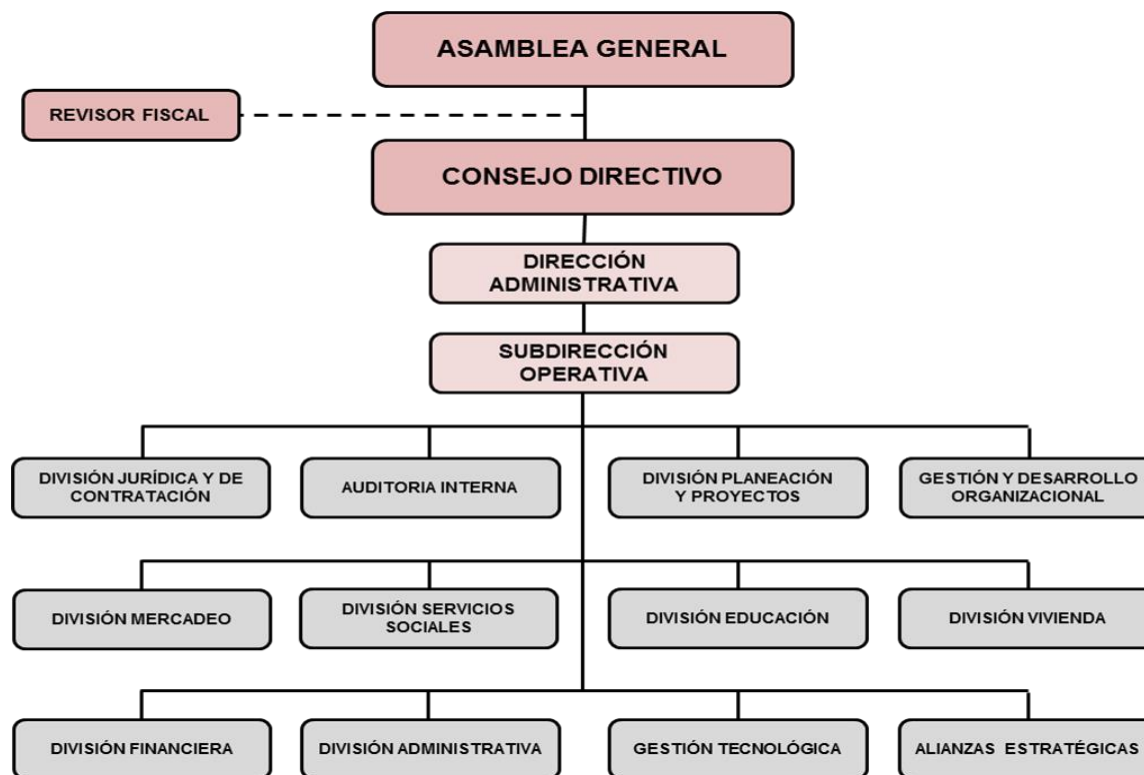 ASAMBLEA GENERAL
REVISOR FISCAL
CONSEJO DIRECTIVO
DIRECCIÓN
ADMINISTRATIVA
SUBDIRECCIÓN
OPERATIVA
DIVISIÓN JURÍDICA Y DE
CONTRATACIÓN
AUDITORIA INTERNA
DIVISIÓN PLANEACIÓN
Y PROYECTOS
GESTIÓN Y DESARROLLO
ORGANIZACIONAL
DIVISIÓN MERCADEO
DIVISIÓN SERVICIOS
SOCIALES
DIVISIÓN EDUCACIÓN
DIVISIÓN VIVIENDA
DIVISIÓN FINANCIERA
DIVISIÓN ADMINISTRATIVA
GESTIÓN TECNOLÓGICA
ALIANZAS ESTRATÉGICAS